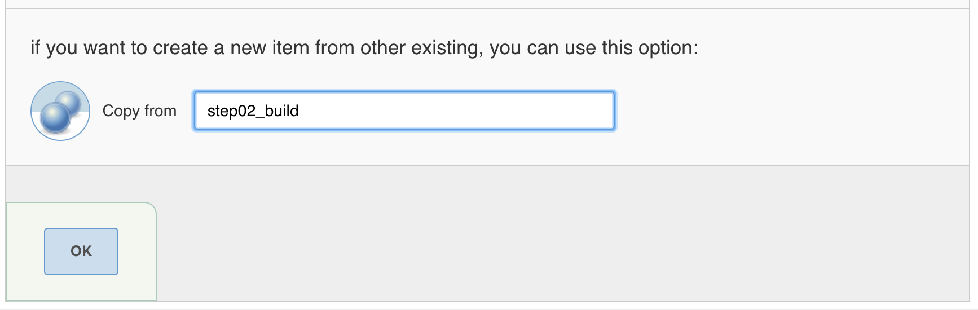 if you want to create a new item from other existing, you can use this option:
Copy from step02_build
OK